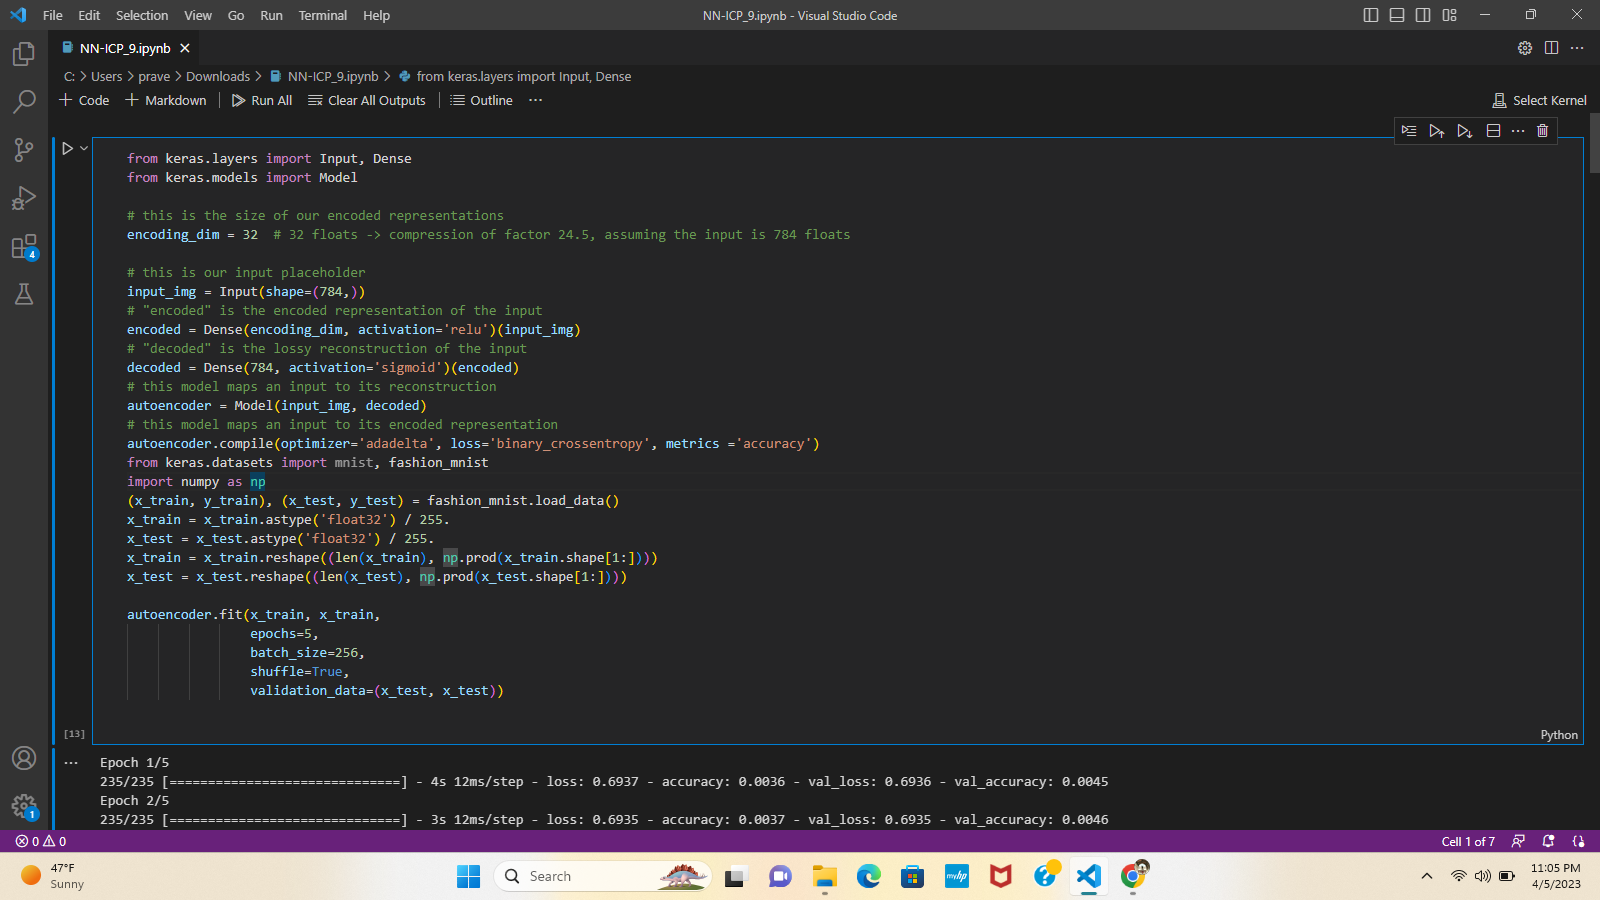 File Edit Selection View Go Run Terminal Help NN-ICP_9.ipynb - Visual Studio Code
NN-ICP_9.ipynb
C: > Users > prave > Downloads > NN-ICP_9.ipynb > from keras.layers import Input, Dense
+ Code + Markdown Run All Clear All Outputs Outline ... Select Kernel
from keras.layers import Input, Dense
from keras.models import Model
# this is the size of our encoded representations
encoding_dim = 32  # 32 floats -> compression of factor 24.5, assuming the input is 784 floats
# this is our input placeholder
input_img = Input(shape=(784,))
# "encoded" is the encoded representation of the input
encoded = Dense(encoding_dim, activation='relu')(input_img)
# "decoded" is the lossy reconstruction of the input
decoded = Dense(784, activation='sigmoid')(encoded)
# this model maps an input to its reconstruction
autoencoder = Model(input_img, decoded)
# this model maps an input to its encoded representation
autoencoder.compile(optimizer='adadelta', loss='binary_crossentropy', metrics ='accuracy')
from keras.datasets import mnist, fashion_mnist
import numpy as np
(x_train, y_train), (x_test, y_test) = fashion_mnist.load_data()
x_train = x_train.astype('float32') / 255.
x_test = x_test.astype('float32') / 255.
x_train = x_train.reshape((len(x_train), np.prod(x_train.shape[1:])))
x_test = x_test.reshape((len(x_test), np.prod(x_test.shape[1:])))
autoencoder.fit(x_train, x_train,
epochs=5,
batch_size=256,
shuffle=True,
validation_data=(x_test, x_test))
[13] Python
4
1
... Epoch 1/5
235/235 [==============================] - 4s 12ms/step - loss: 0.6937 - accuracy: 0.0036 - val_loss: 0.6936 - val_accuracy: 0.0045
Epoch 2/5
235/235 [==============================] - 3s 12ms/step - loss: 0.6935 - accuracy: 0.0037 - val_loss: 0.6935 - val_accuracy: 0.0046
0 0 Cell 1 of 7
47°F
Sunny
Search
myhp
11:05 PM
4/5/2023